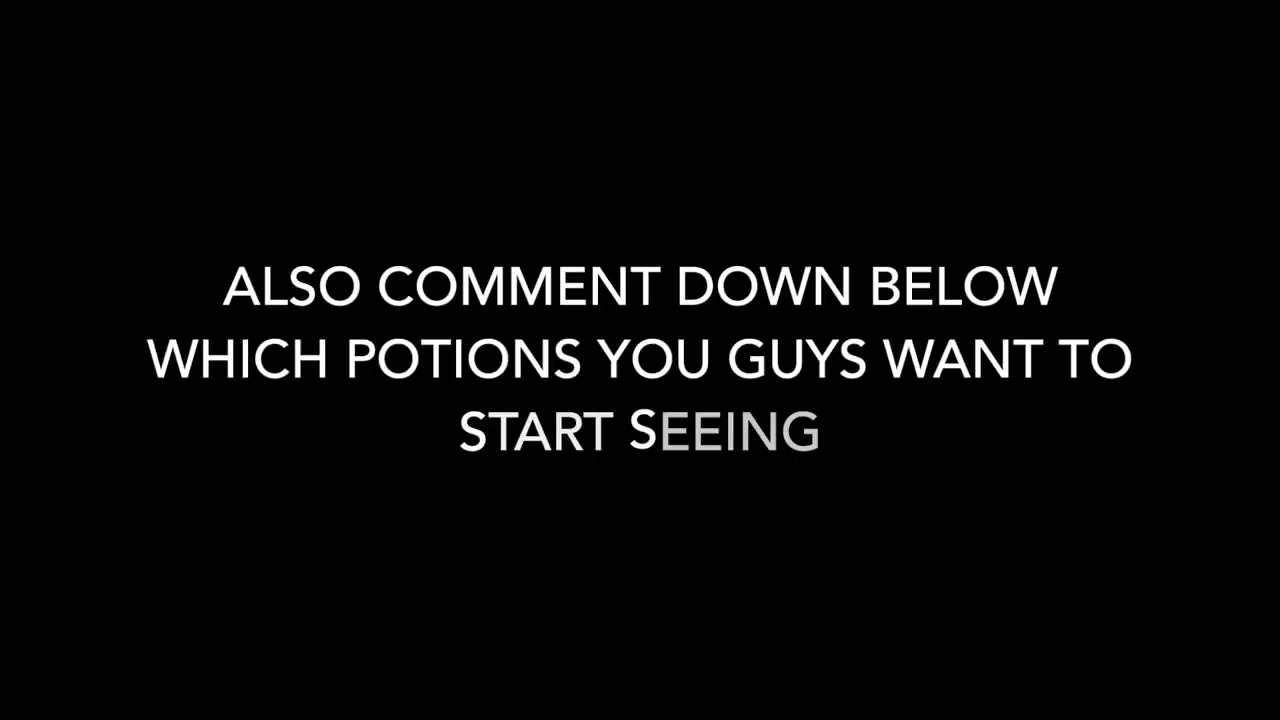 ALSO COMMENT DOWN BELOW
WHICH POTIONS YOU GUYS WANT TO
START SEEING